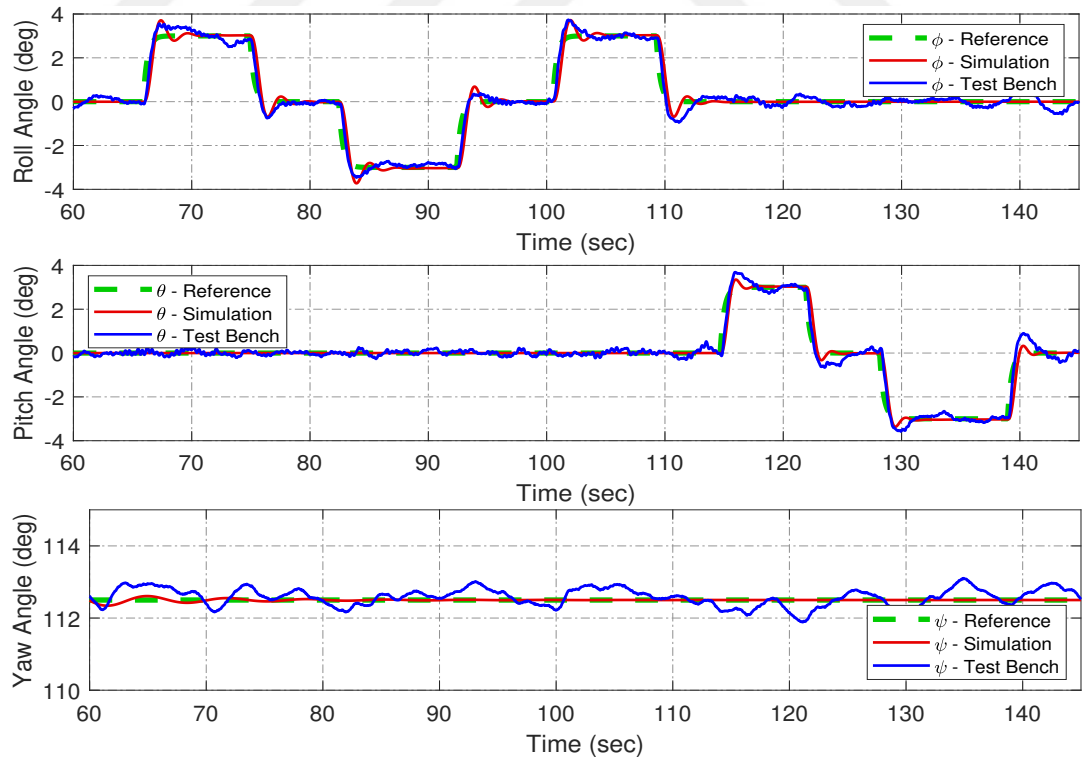 Roll Angle (deg)
4
2
0
-2
-4
60
70
80
90
100
110
120
130
140
Time (sec)
ϕ - Reference
ϕ - Simulation
ϕ - Test Bench
Pitch Angle (deg)
4
2
0
-2
-4
60
70
80
90
100
110
120
130
140
Time (sec)
θ - Reference
θ - Simulation
θ - Test Bench
Yaw Angle (deg)
114
112
110
60
70
80
90
100
110
120
130
140
Time (sec)
ψ - Reference
ψ - Simulation
ψ - Test Bench